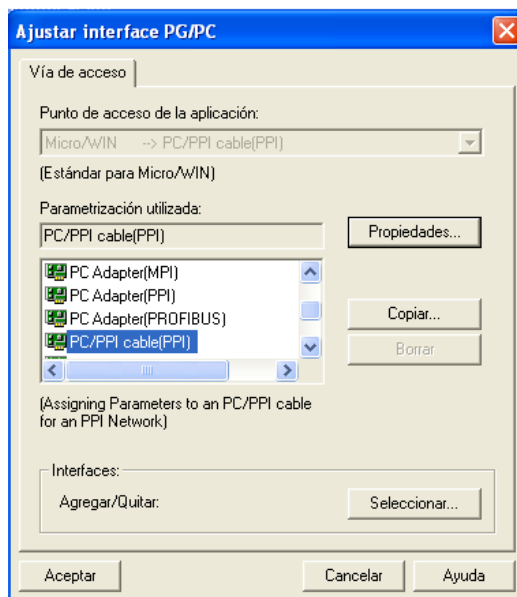 Ajustar interface PG/PC
Vía de acceso
Punto de acceso de la aplicación:
Micro/WIN --> PC/PPI cable(PPI)
(Estándar para Micro/WIN)
Parametrización utilizada:
PC/PPI cable(PPI)
Propiedades...
PC Adapter(MPI)
PC Adapter(PPI)
PC Adapter(PROFIBUS)
PC/PPI cable(PPI)
Copiar...
Borrar
(Assigning Parameters to an PC/PPI cable
for an PPI Network)
Interfaces:
Agregar/Quitar:
Seleccionar...
Aceptar
Cancelar
Ayuda